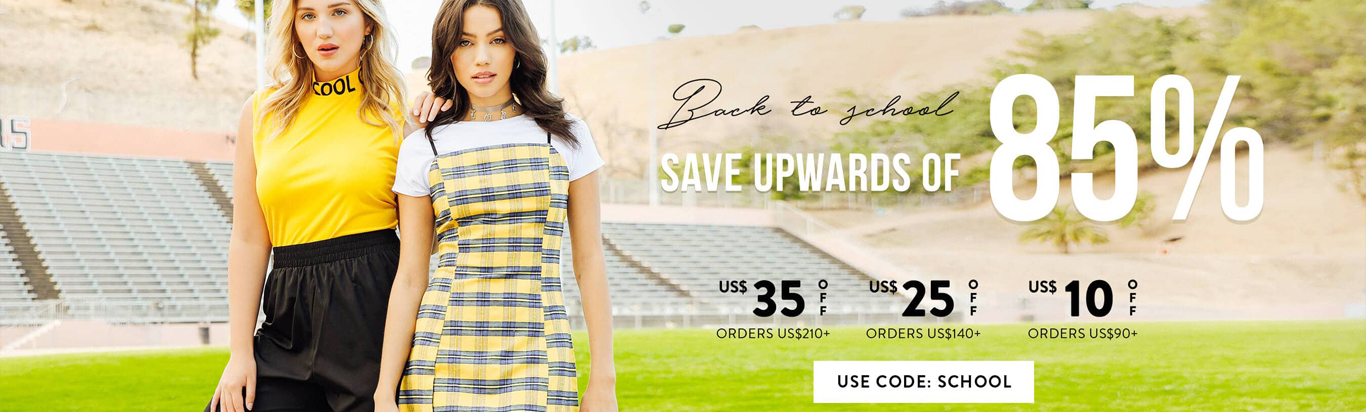 COOL
15
Back to school
SAVE UPWARDS OF
85%
US$ 35 OFF
ORDERS US$210+
US$ 25 OFF
ORDERS US$140+
US$ 10 OFF
ORDERS US$90+
USE CODE: SCHOOL